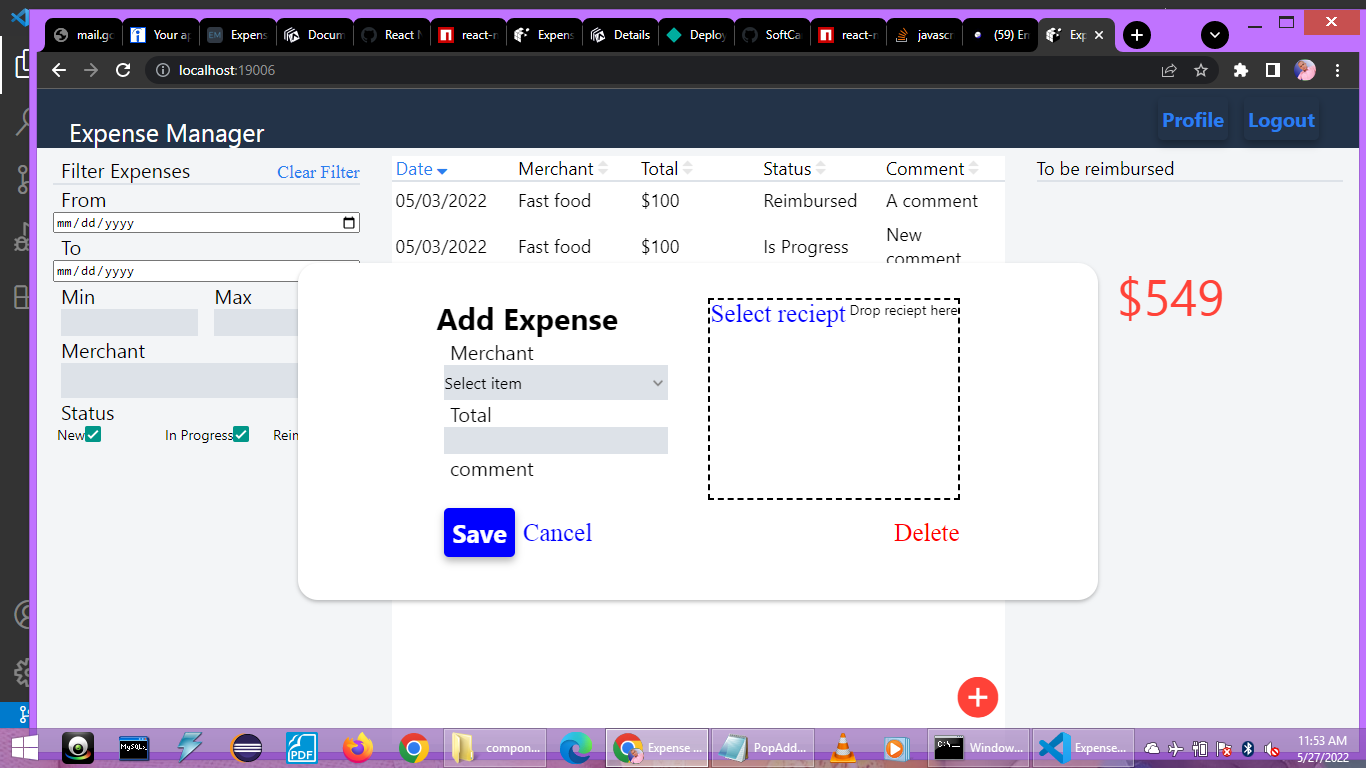 mail.gc
Your ap
Expens
Docum
React N
react-n
Expens
Details
Deploy
SoftCa
react-n
javascr
(59) En
Exp
localhost:19006
Expense Manager
Profile
Logout
Filter Expenses
Clear Filter
From
mm/dd/yyyy
To
mm/dd/yyyy
Min
Max
Merchant
Status
New
In Progress
Rein
Date
Merchant
Total
Status
Comment
05/03/2022
Fast food
$100
Reimbursed
A comment
05/03/2022
Fast food
$100
Is Progress
New
comment
To be reimbursed
$549
Add Expense
Merchant
Select item
Total
comment
Save
Cancel
Select reciept
Drop reciept here
Delete
MySQL
PDF
compon...
Expense ...
PopAdd...
Window...
Expense...
11:53 AM
5/27/2022